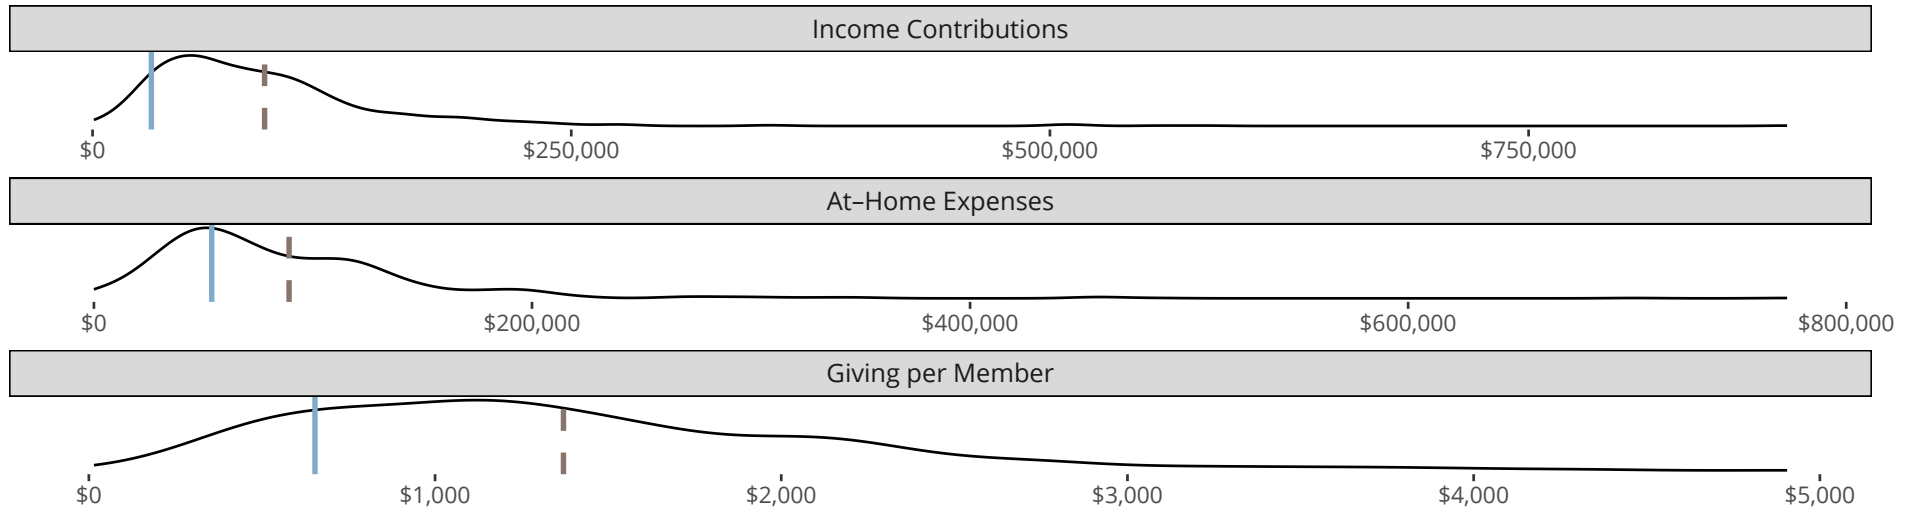 Income Contributions
$0 $250,000 $500,000 $750,000
At–Home Expenses
$0 $200,000 $400,000 $600,000 $800,000
Giving per Member
$0 $1,000 $2,000 $3,000 $4,000 $5,000